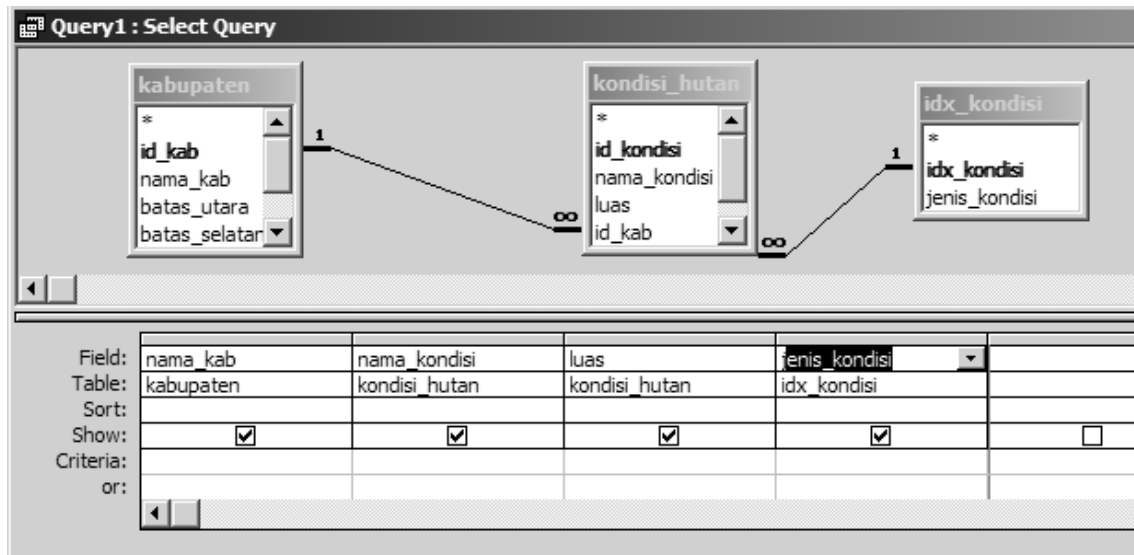 Query1 : Select Query
kabupaten
*
id_kab
nama_kab
batas_utara
batas_selatan
1
∞
kondisi_hutan
*
id_kondisi
nama_kondisi
luas
id_kab
∞
1
idx_kondisi
*
idx_kondisi
jenis_kondisi
Field: nama_kab nama_kondisi luas jenis_kondisi
Table: kabupaten kondisi_hutan kondisi_hutan idx_kondisi
Sort:
Show:
Criteria:
or: